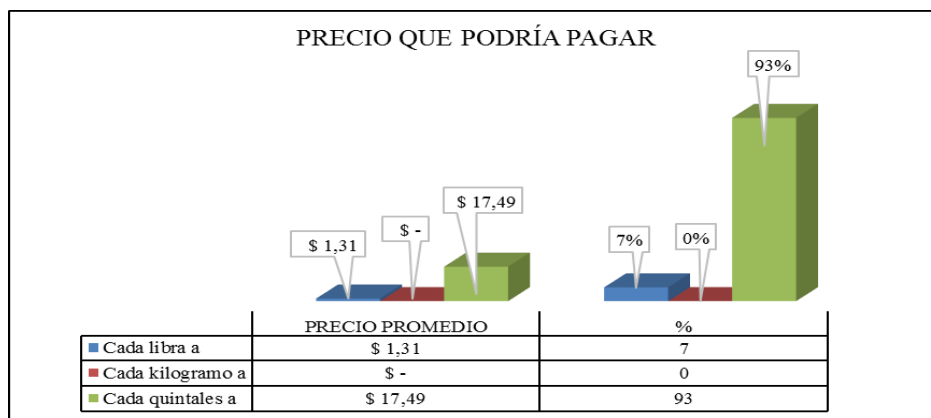 PRECIO QUE PODRÍA PAGAR
93%
$ 17,49
$ -
$ 1,31
7%
0%
PRECIO PROMEDIO %
Cada libra a $ 1,31 7
Cada kilogramo a $ - 0
Cada quintales a $ 17,49 93